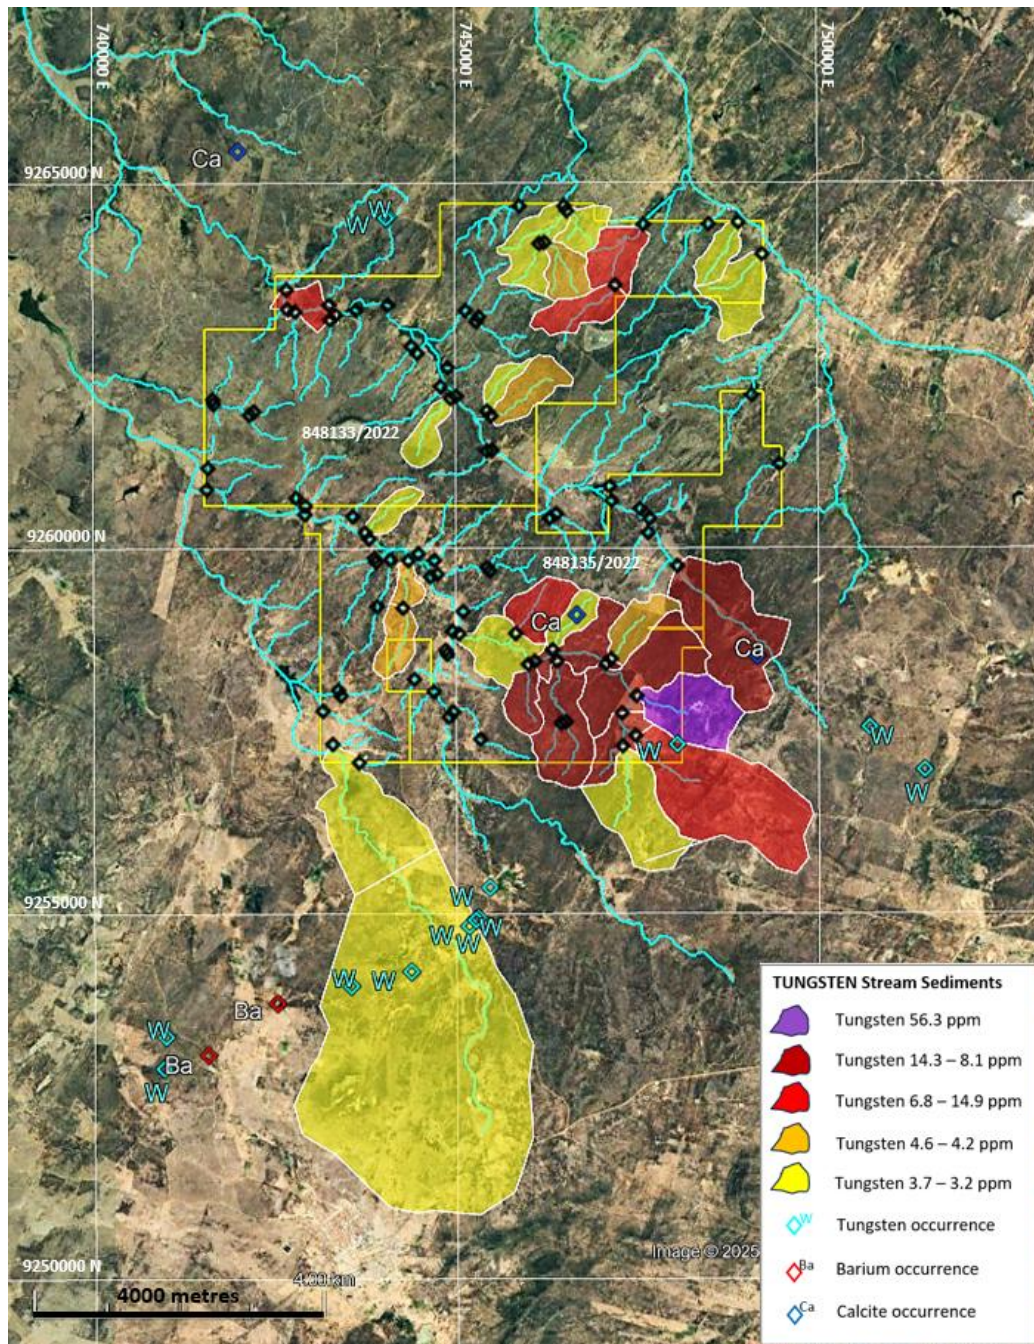 740000 E
745000 E
750000 E
Ca
9265000 N
W
W
848133/2022
9260000 N
848135/2022
Ca
Ca
W
W
W
W
9255000 N
W
W
W
W
W
Ba
W
Ba
W
TUNGSTEN Stream Sediments
Tungsten 56.3 ppm
Tungsten 14.3 – 8.1 ppm
Tungsten 6.8 – 14.9 ppm
Tungsten 4.6 – 4.2 ppm
Tungsten 3.7 – 3.2 ppm
W Tungsten occurrence
Ba Barium occurrence
Ca Calcite occurrence
Image © 2025
9250000 N
4.00 km
4000 metres